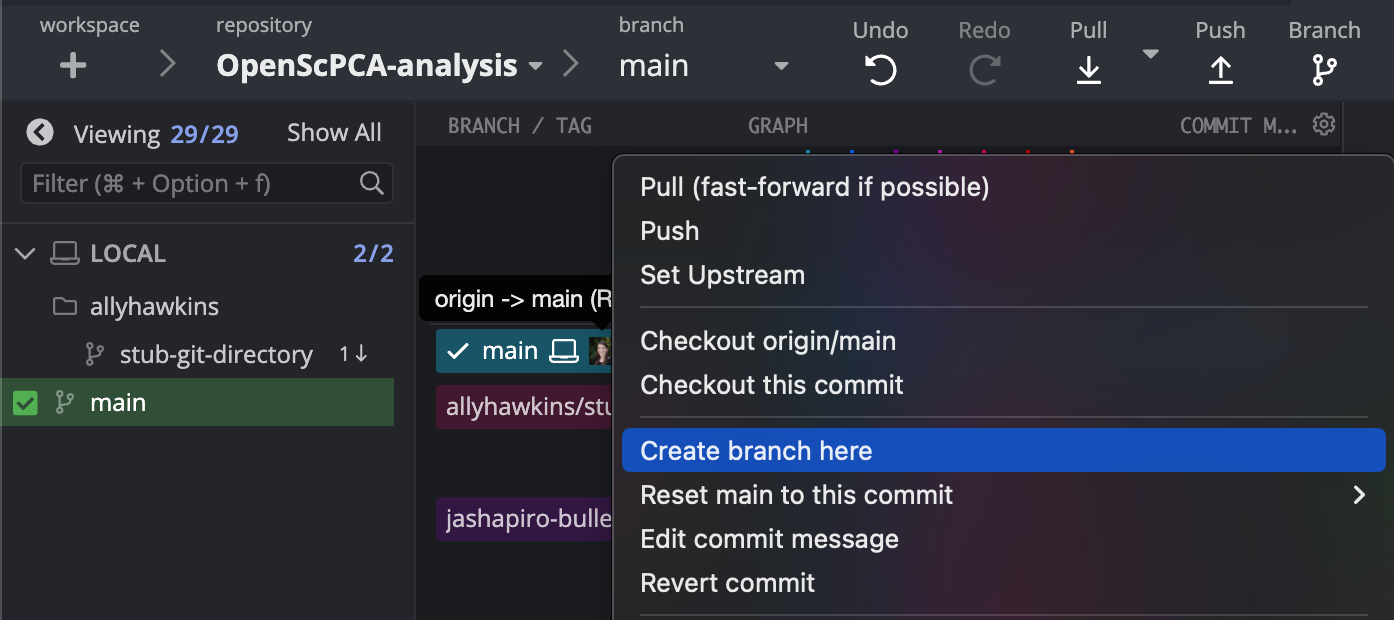 workspace repository branch Undo Redo Pull Push Branch
OpenScPCA-analysis main
Viewing 29/29 Show All
Filter (⌘ + Option + f)
LOCAL 2/2
allyhawkins
stub-git-directory 1↓
main
BRANCH / TAG GRAPH COMMIT M...
origin -> main (R
main
allyhawkins/stu
jashapiro-bulle
Pull (fast-forward if possible)
Push
Set Upstream
Checkout origin/main
Checkout this commit
Create branch here
Reset main to this commit
Edit commit message
Revert commit